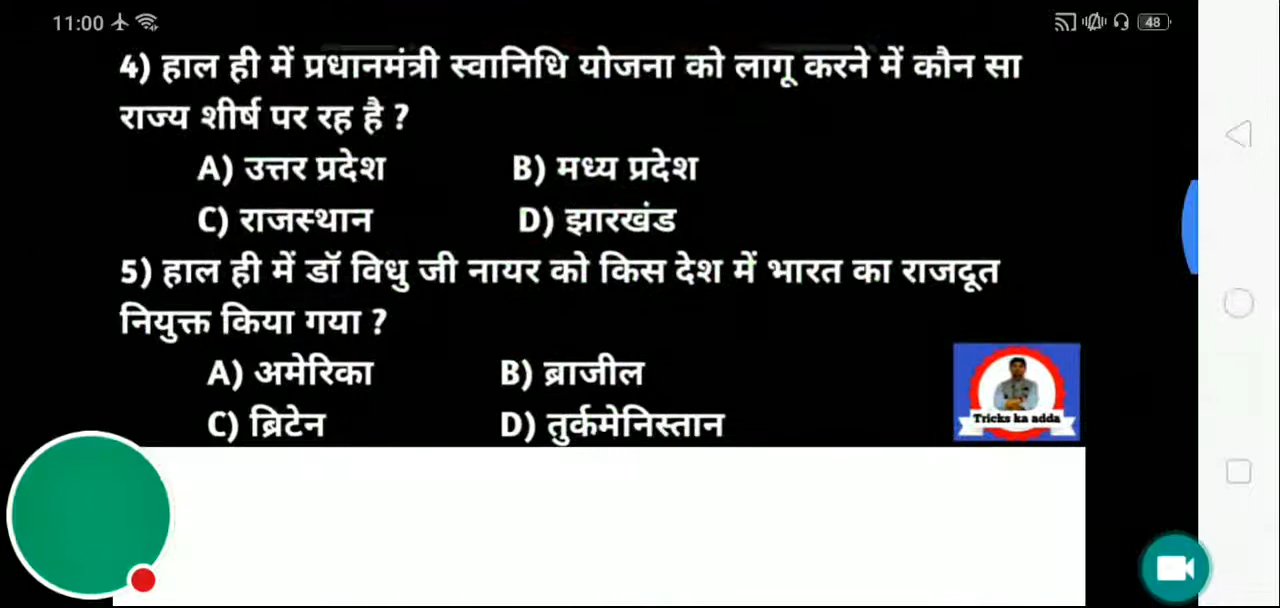 11:00
48
4) हाल ही में प्रधानमंत्री स्वानिधि योजना को लागू करने में कौन सा
राज्य शीर्ष पर रह है ?
A) उत्तर प्रदेश B) मध्य प्रदेश
C) राजस्थान D) झारखंड
5) हाल ही में डॉ विधु जी नायर को किस देश में भारत का राजदूत
नियुक्त किया गया ?
A) अमेरिका B) ब्राजील
C) ब्रिटेन D) तुर्कमेनिस्तान
Tricks ka adda